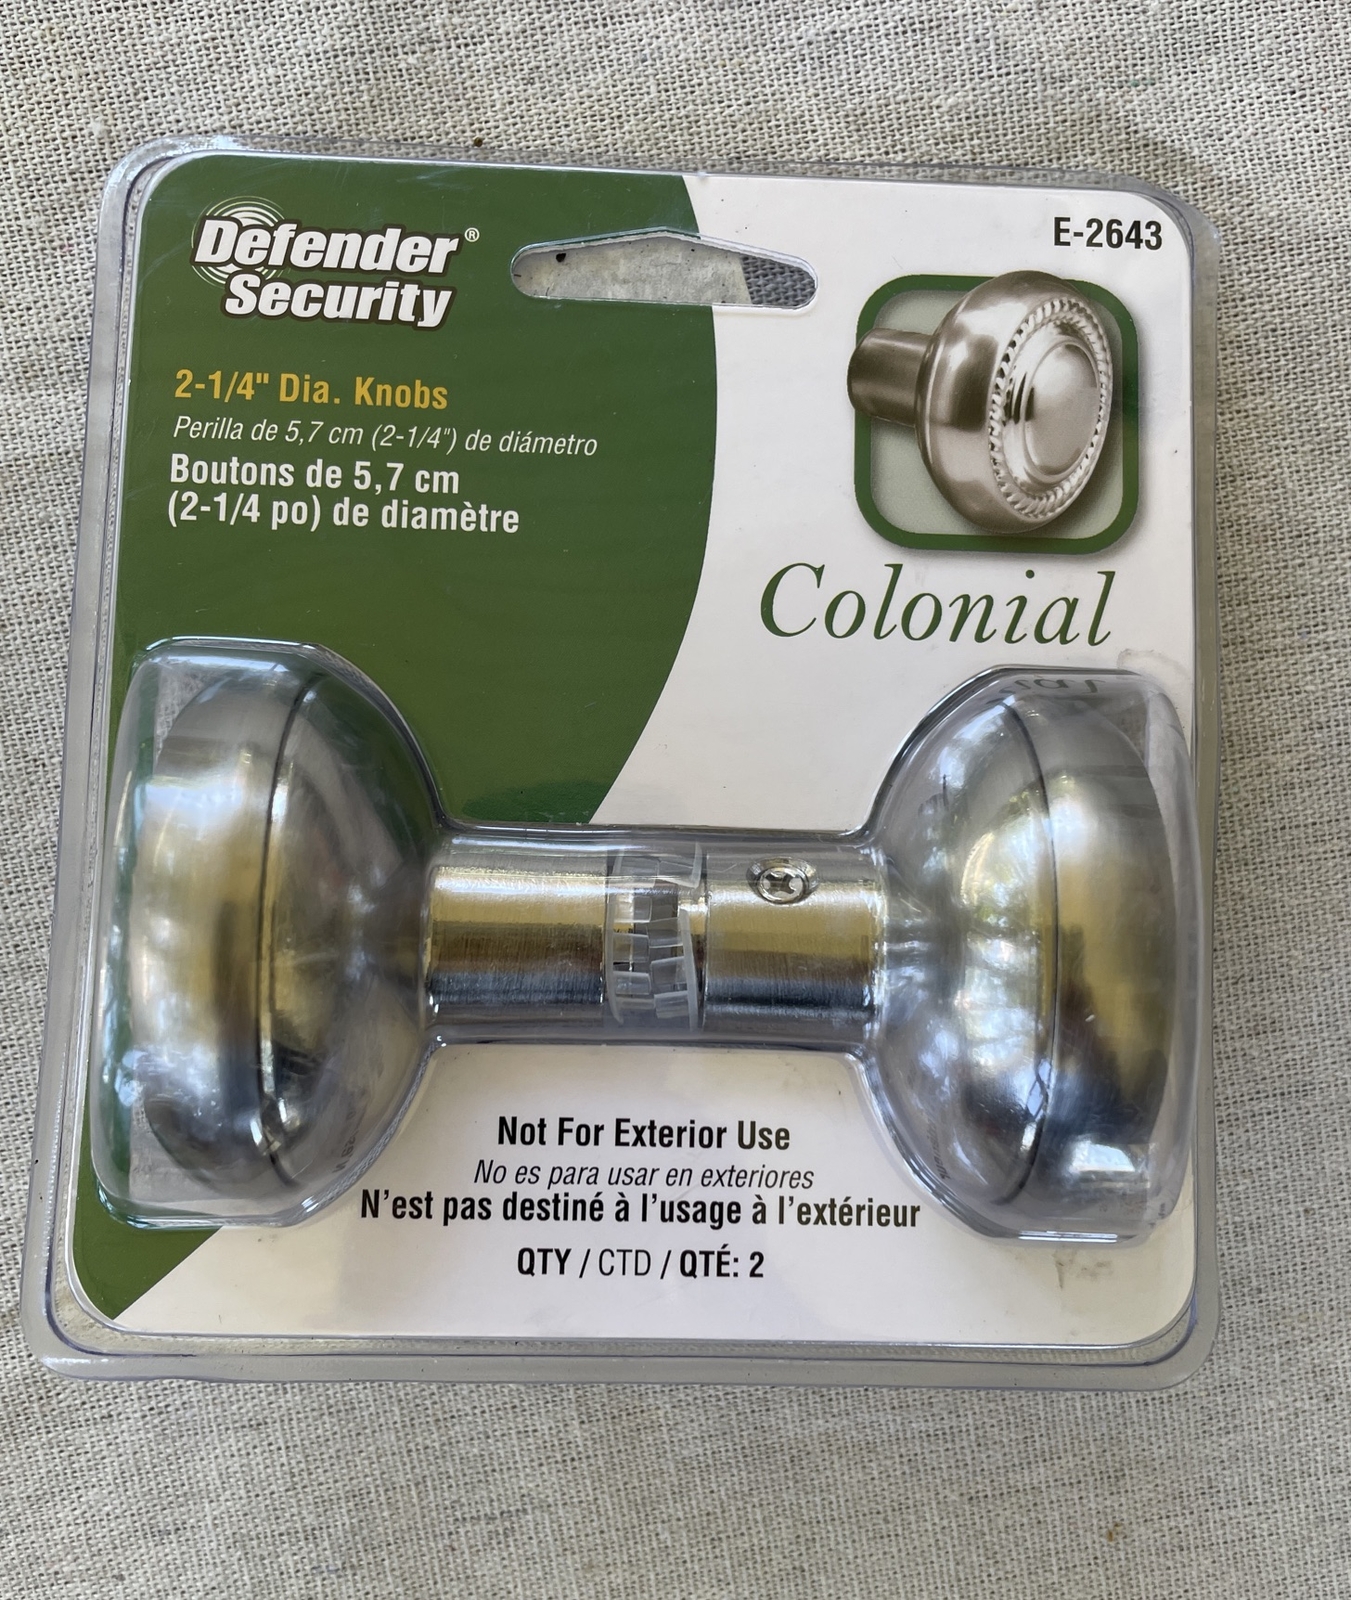 Defender®
Security
E-2643
2-1/4" Dia. Knobs
Perilla de 5,7 cm (2-1/4") de diámetro
Boutons de 5,7 cm
(2-1/4 po) de diamètre
Colonial
Not For Exterior Use
No es para usar en exteriores
N’est pas destiné à l’usage à l’extérieur
QTY / CTD / QTÉ: 2